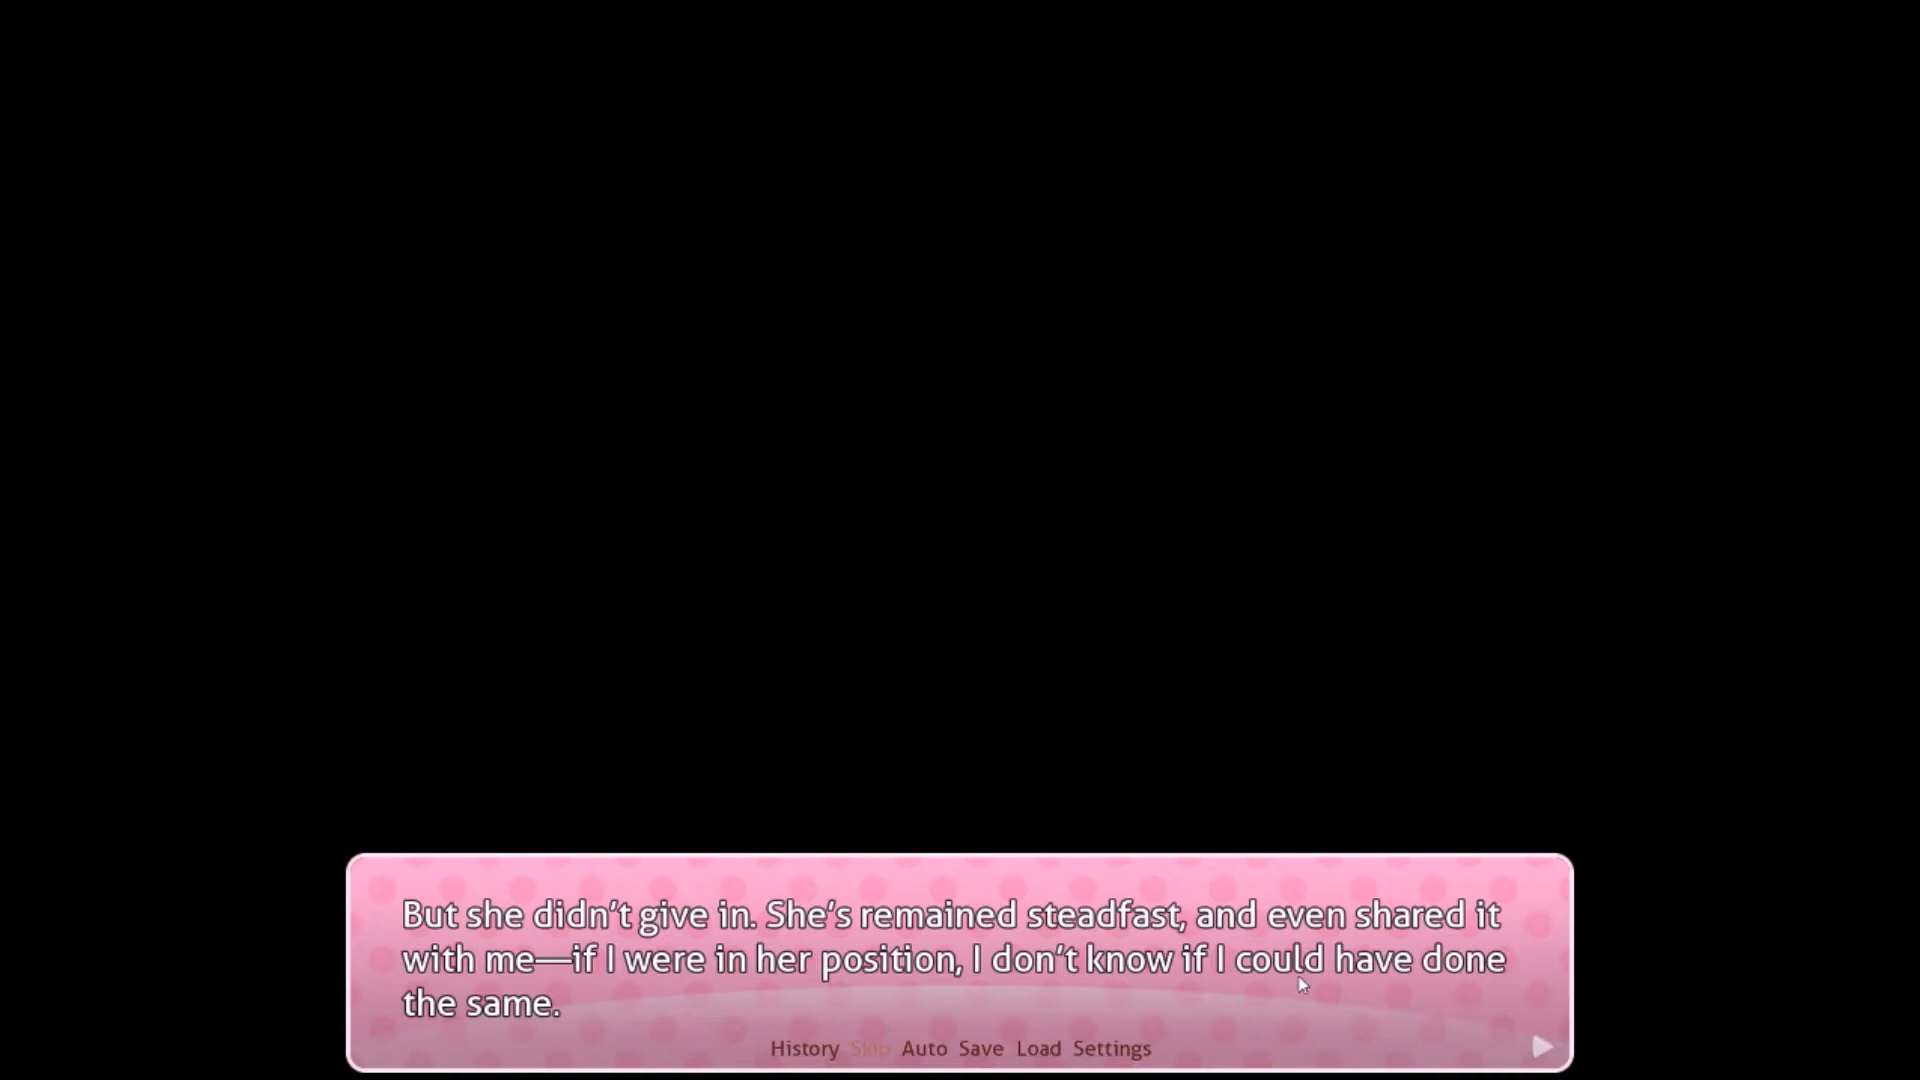 But she didn't give in. She's remained steadfast, and even shared it
with me—if I were in her position, I don't know if I could have done
the same.
History Skip Auto Save Load Settings